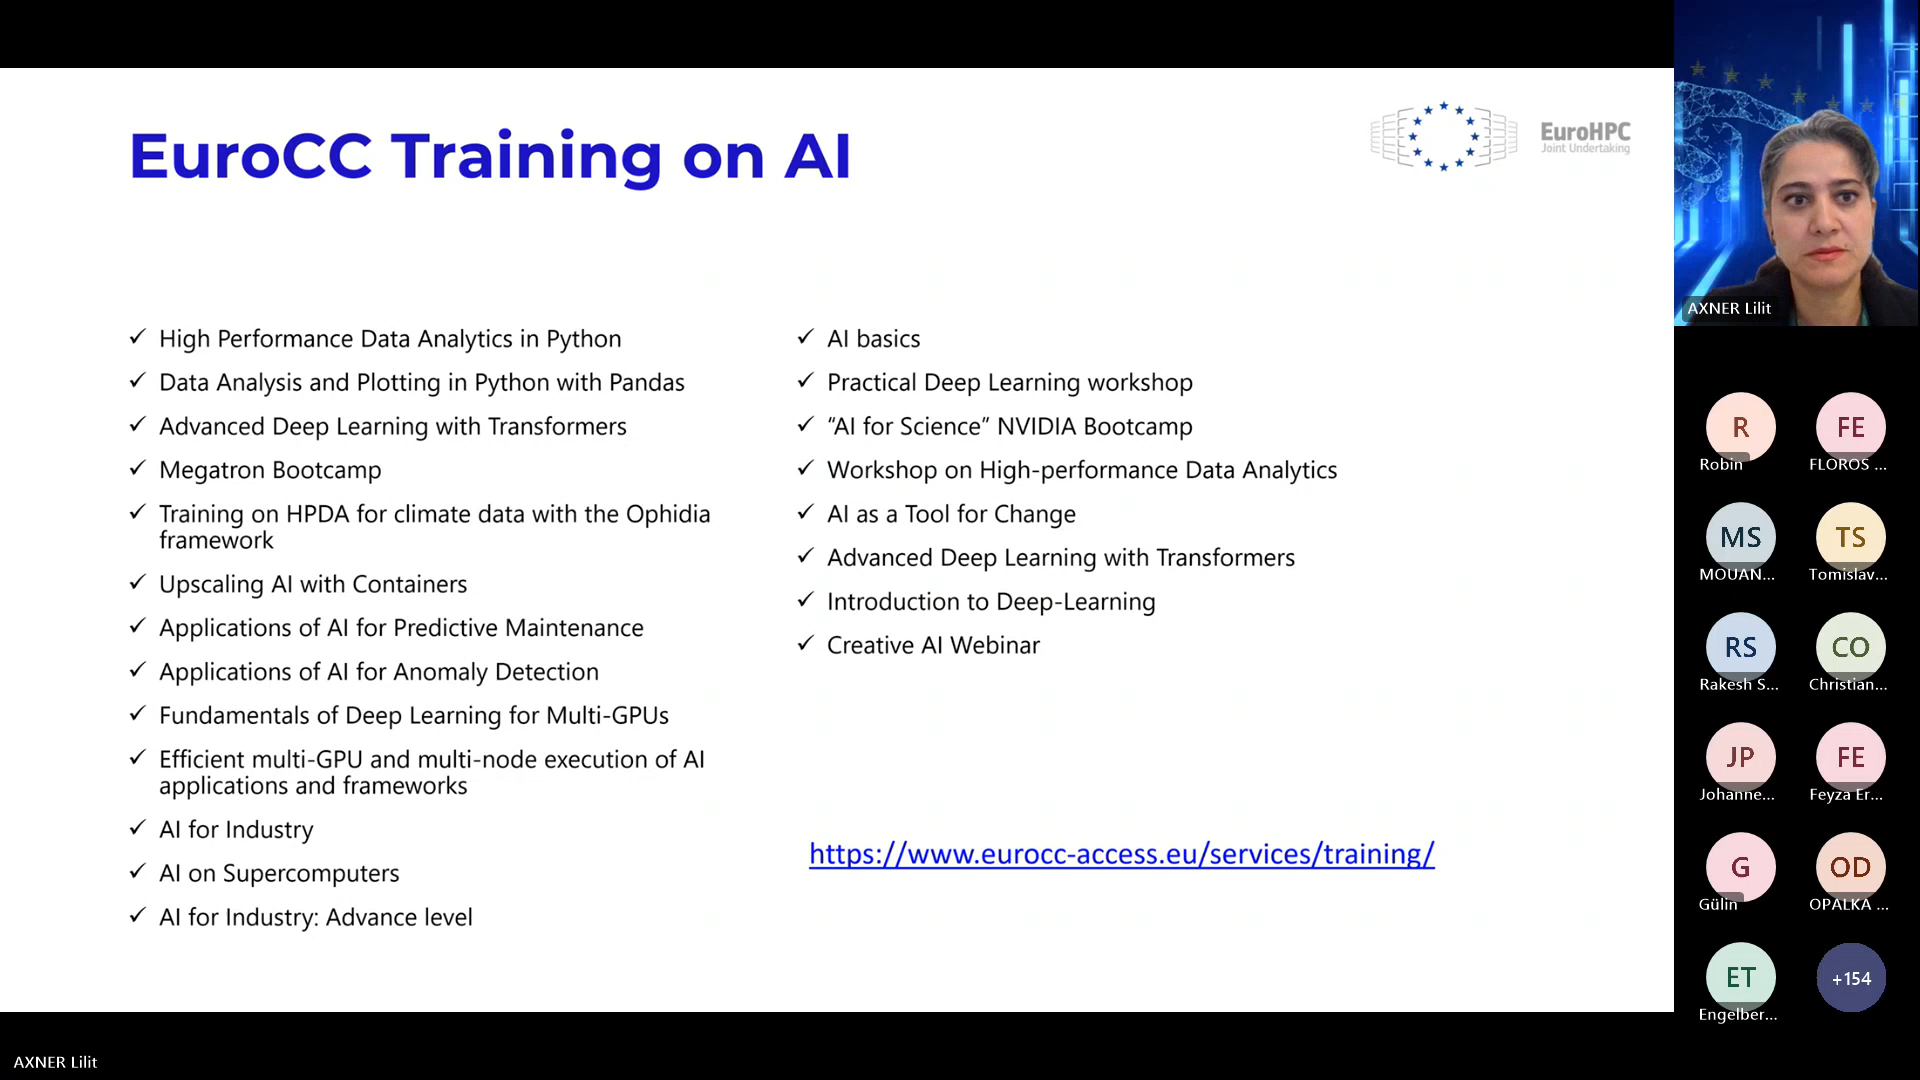 EuroCC Training on AI
EuroHPC
Joint Undertaking
✓ High Performance Data Analytics in Python
✓ Data Analysis and Plotting in Python with Pandas
✓ Advanced Deep Learning with Transformers
✓ Megatron Bootcamp
✓ Training on HPDA for climate data with the Ophidia
framework
✓ Upscaling AI with Containers
✓ Applications of AI for Predictive Maintenance
✓ Applications of AI for Anomaly Detection
✓ Fundamentals of Deep Learning for Multi-GPUs
✓ Efficient multi-GPU and multi-node execution of AI
applications and frameworks
✓ AI for Industry
✓ AI on Supercomputers
✓ AI for Industry: Advance level
✓ AI basics
✓ Practical Deep Learning workshop
✓ “AI for Science” NVIDIA Bootcamp
✓ Workshop on High-performance Data Analytics
✓ AI as a Tool for Change
✓ Advanced Deep Learning with Transformers
✓ Introduction to Deep-Learning
✓ Creative AI Webinar
https://www.eurocc-access.eu/services/training/
AXNER Lilit
R
Robin
FE
FLOROS ...
MS
MOUAN...
TS
Tomislav...
RS
Rakesh S...
CO
Christian...
JP
Johanne...
FE
Feyza Er...
G
Gülin
OD
OPALKA ...
ET
Engelber...
+154
AXNER Lilit